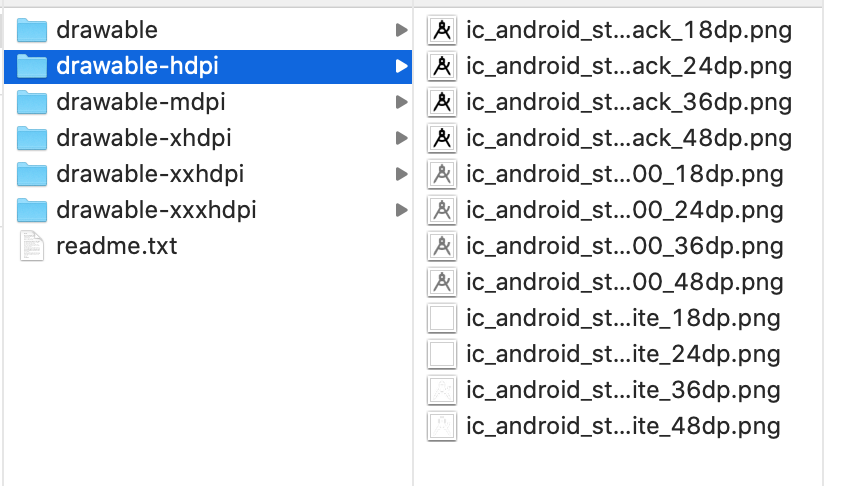 drawable
drawable-hdpi
drawable-mdpi
drawable-xhdpi
drawable-xxhdpi
drawable-xxxhdpi
readme.txt
ic_android_st...ack_18dp.png
ic_android_st...ack_24dp.png
ic_android_st...ack_36dp.png
ic_android_st...ack_48dp.png
ic_android_st...00_18dp.png
ic_android_st...00_24dp.png
ic_android_st...00_36dp.png
ic_android_st...00_48dp.png
ic_android_st...ite_18dp.png
ic_android_st...ite_24dp.png
ic_android_st...ite_36dp.png
ic_android_st...ite_48dp.png